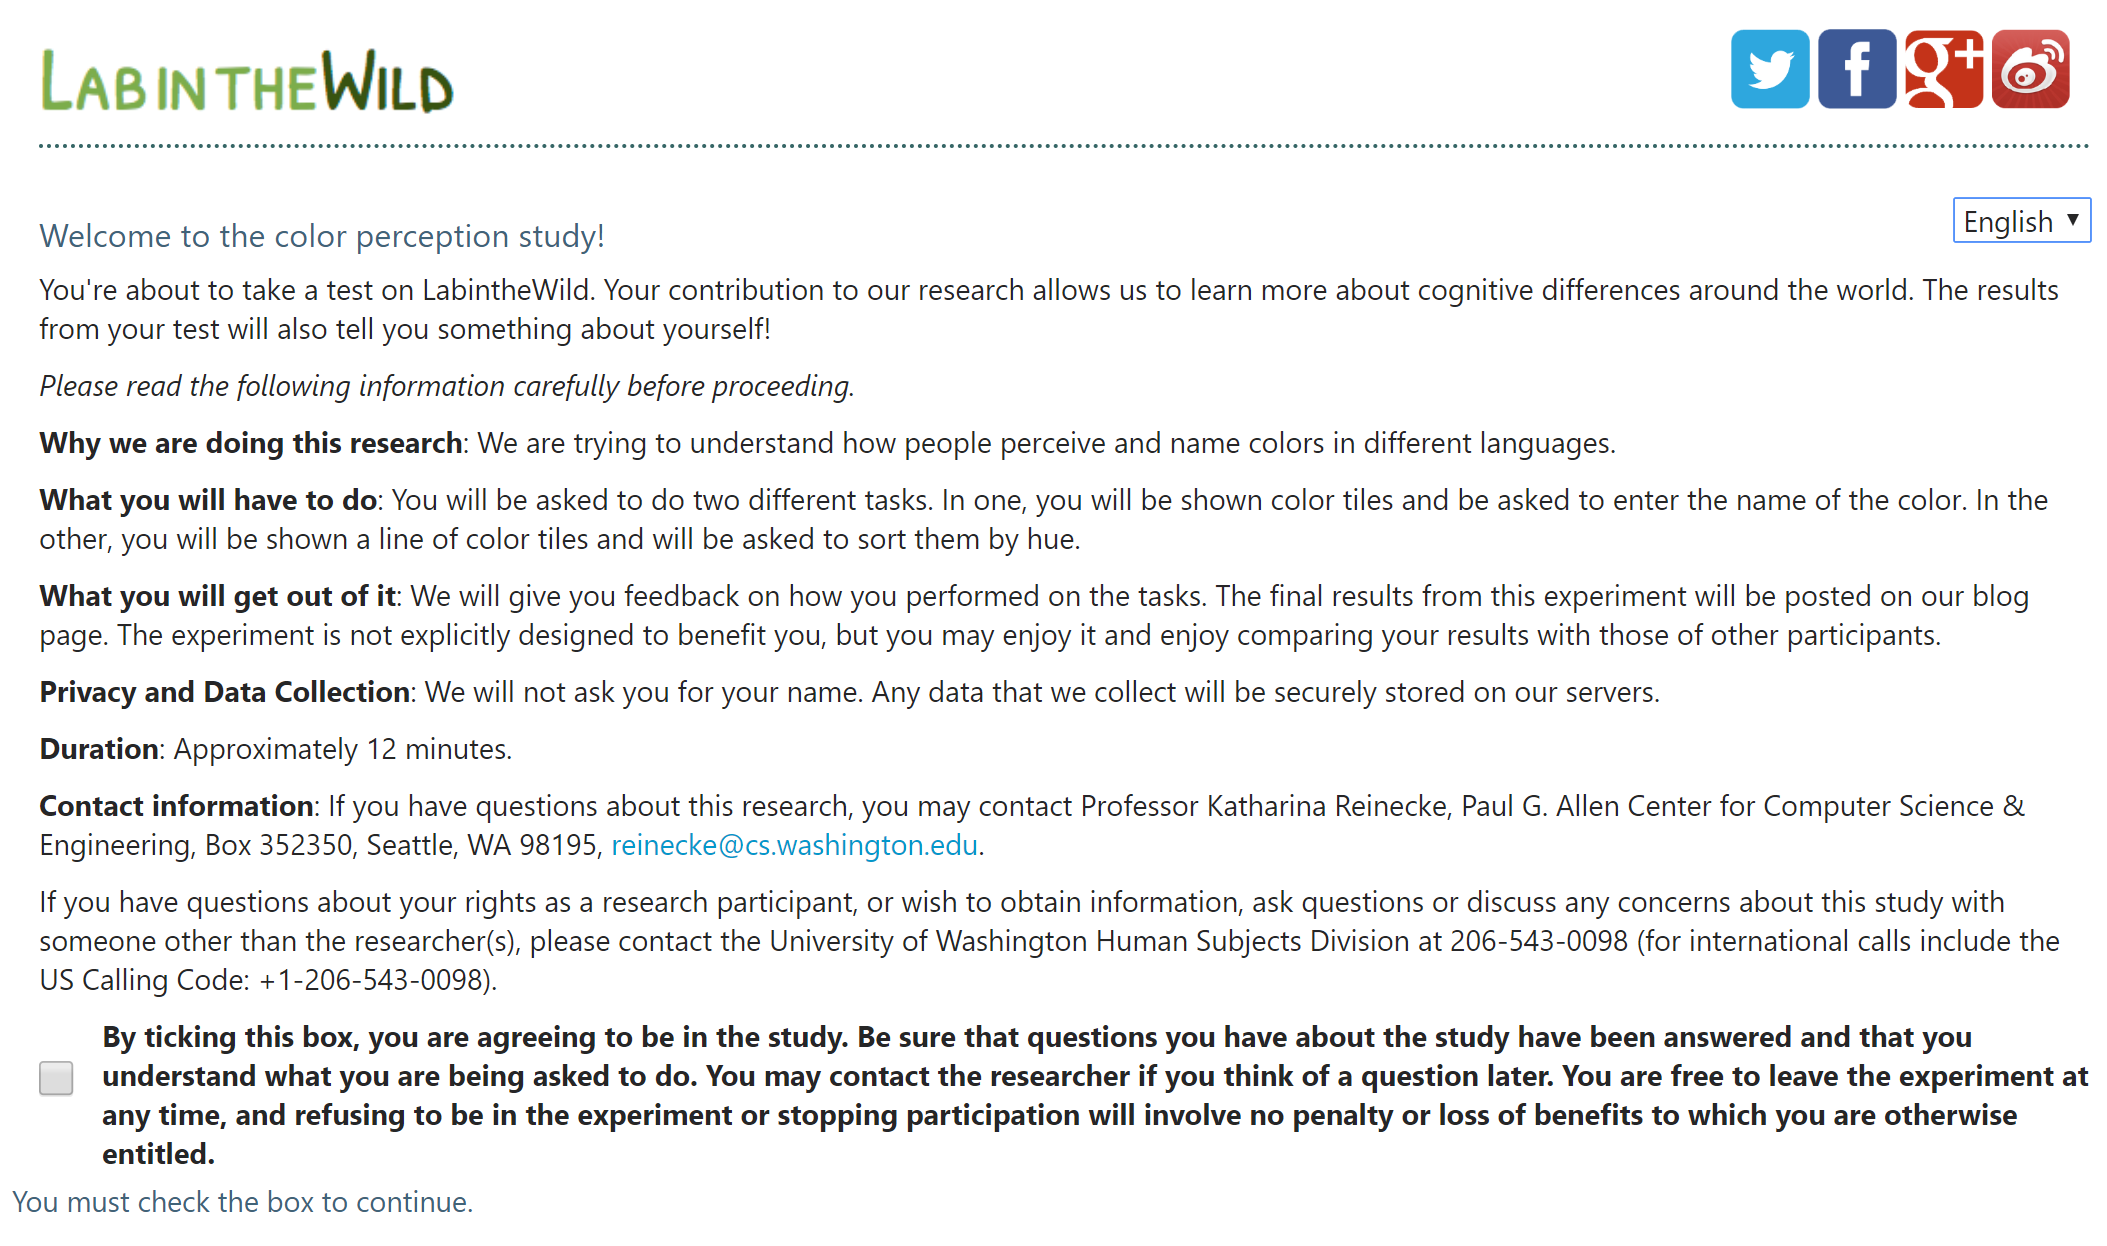 LABINTHEWILD
English
Welcome to the color perception study!
You're about to take a test on LabintheWild. Your contribution to our research allows us to learn more about cognitive differences around the world. The results
from your test will also tell you something about yourself!
Please read the following information carefully before proceeding.
Why we are doing this research: We are trying to understand how people perceive and name colors in different languages.
What you will have to do: You will be asked to do two different tasks. In one, you will be shown color tiles and be asked to enter the name of the color. In the
other, you will be shown a line of color tiles and will be asked to sort them by hue.
What you will get out of it: We will give you feedback on how you performed on the tasks. The final results from this experiment will be posted on our blog
page. The experiment is not explicitly designed to benefit you, but you may enjoy it and enjoy comparing your results with those of other participants.
Privacy and Data Collection: We will not ask you for your name. Any data that we collect will be securely stored on our servers.
Duration: Approximately 12 minutes.
Contact information: If you have questions about this research, you may contact Professor Katharina Reinecke, Paul G. Allen Center for Computer Science &
Engineering, Box 352350, Seattle, WA 98195, reinecke@cs.washington.edu.
If you have questions about your rights as a research participant, or wish to obtain information, ask questions or discuss any concerns about this study with
someone other than the researcher(s), please contact the University of Washington Human Subjects Division at 206-543-0098 (for international calls include the
US Calling Code: +1-206-543-0098).
By ticking this box, you are agreeing to be in the study. Be sure that questions you have about the study have been answered and that you
understand what you are being asked to do. You may contact the researcher if you think of a question later. You are free to leave the experiment at
any time, and refusing to be in the experiment or stopping participation will involve no penalty or loss of benefits to which you are otherwise
entitled.
You must check the box to continue.